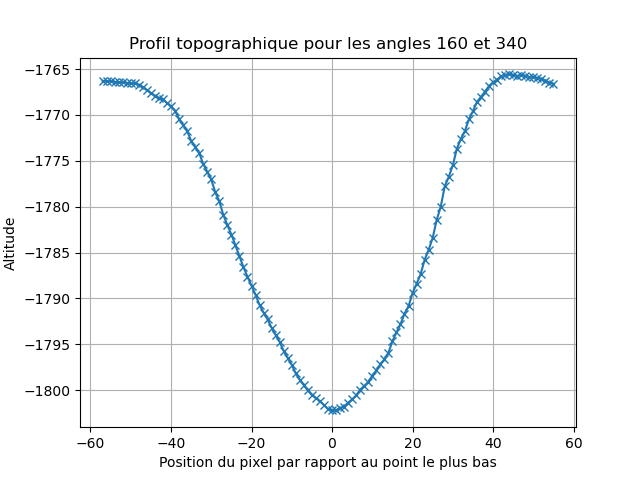 Profil topographique pour les angles 160 et 340
Altitude
−1765
−1770
−1775
−1780
−1785
−1790
−1795
−1800
−60 −40 −20 0 20 40 60
Position du pixel par rapport au point le plus bas